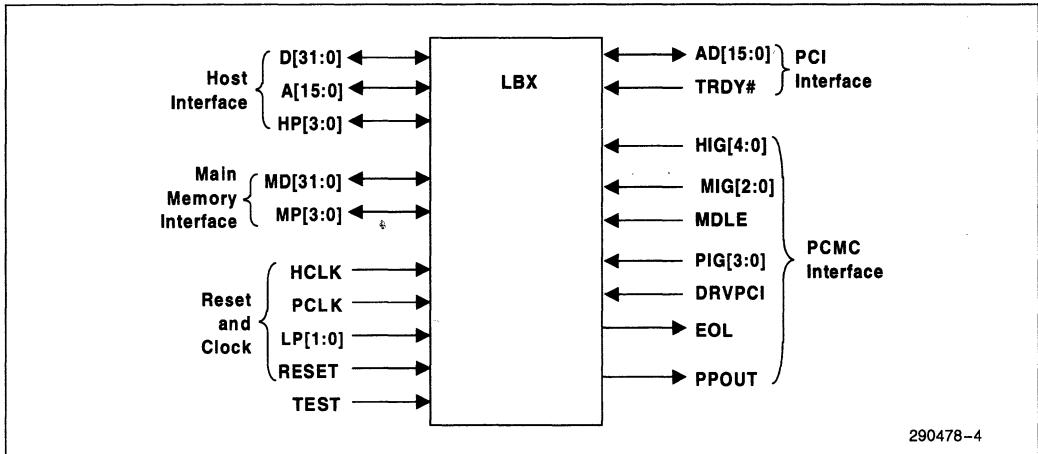 D[31:0]
Host
Interface
A[15:0]
HP[3:0]
Main
Memory
Interface
MD[31:0]
MP[3:0]
Reset
and
Clock
HCLK
PCLK
LP[1:0]
RESET
TEST
LBX
AD[15:0]
TRDY#
PCI
Interface
HIG[4:0]
MIG[2:0]
MDLE
PIG[3:0]
DRVPCI
EOL
PPOUT
PCMC
Interface
290478-4